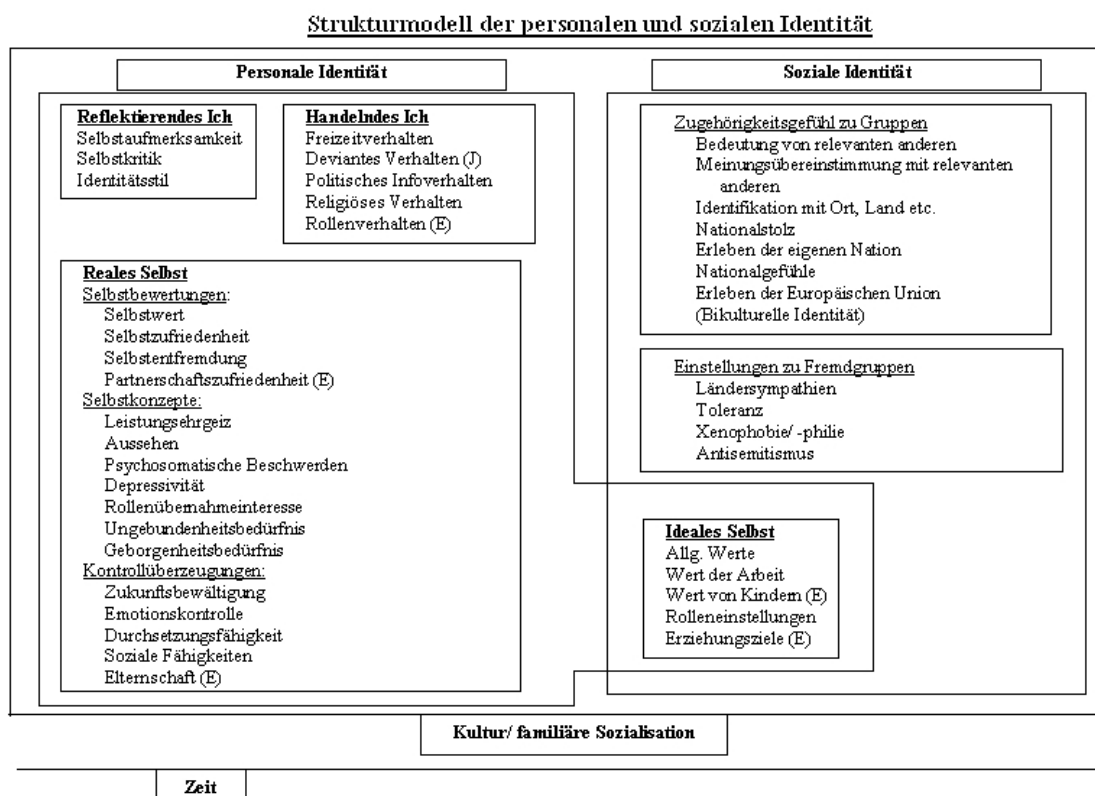 Strukturmodell der personalen und sozialen Identität
Personale Identität
Reflektierendes Ich
Selbstaufmerksamkeit
Selbstkritik
Identitätsstil
Handelndes Ich
Freizeitverhalten
Deviantes Verhalten (J)
Politisches Infoverhalten
Religiöses Verhalten
Rollenverhalten (E)
Reales Selbst
Selbstbewertungen:
Selbstwert
Selbstzufriedenheit
Selbstentfremdung
Partnerschaftszufriedenheit (E)
Selbstkonzepte:
Leistungsehrgeiz
Aussehen
Psychosomatische Beschwerden
Depressivität
Rollenübernahmeinteresse
Ungebundenheitsbedürfnis
Geborgenheitsbedürfnis
Kontrollüberzeugungen:
Zukunftsbewältigung
Emotionskontrolle
Durchsetzungsfähigkeit
Soziale Fähigkeiten
Elternschaft (E)
Soziale Identität
Zugehörigkeitsgefühl zu Gruppen
Bedeutung von relevanten anderen
Meinungsübereinstimmung mit relevanten
anderen
Identifikation mit Ort, Land etc.
Nationalstolz
Erleben der eigenen Nation
Nationalgefühle
Erleben der Europäischen Union
(Bikulturelle Identität)
Einstellungen zu Fremdgruppen
Ländersympathien
Toleranz
Xenophobie/ -philie
Antisemitismus
Ideales Selbst
Allg. Werte
Wert der Arbeit
Wert von Kindern (E)
Rolleneinstellungen
Erziehungsziele (E)
Kultur/ familiäre Sozialisation
Zeit